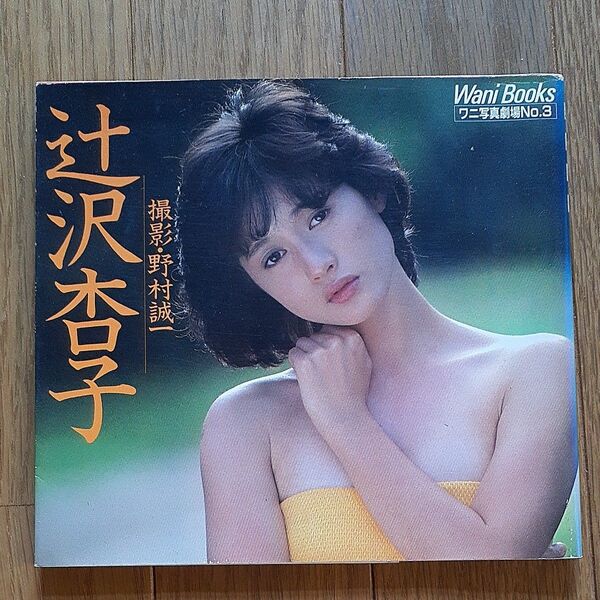 Wani Books
ワニ写真劇場No.3
辻沢杏子
撮影・野村誠一